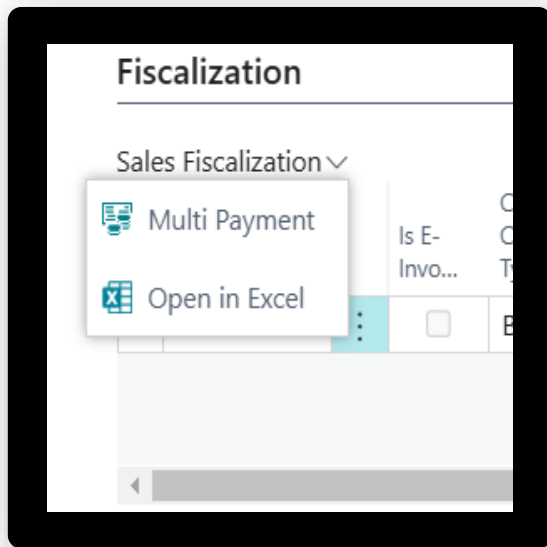 Fiscalization
Sales Fiscalization
Multi Payment
Open in Excel
Is E-
Invo...